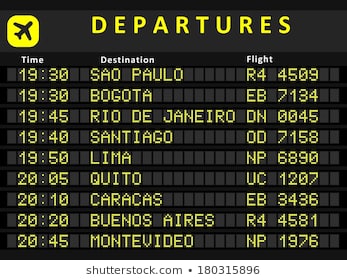 DEPARTURES
Time Destination Flight
19:30 SAO PAULO R4 4509
19:30 BOGOTA EB 7134
19:45 RIO DE JANEIRO DN 0045
19:40 SANTIAGO OD 7158
19:50 LIMA NP 6890
20:05 QUITO UC 1207
20:10 CARACAS EB 3436
20:20 BUENOS AIRES R4 4581
20:45 MONTEVIDEO NP 1976
shutterstock.com • 180315896